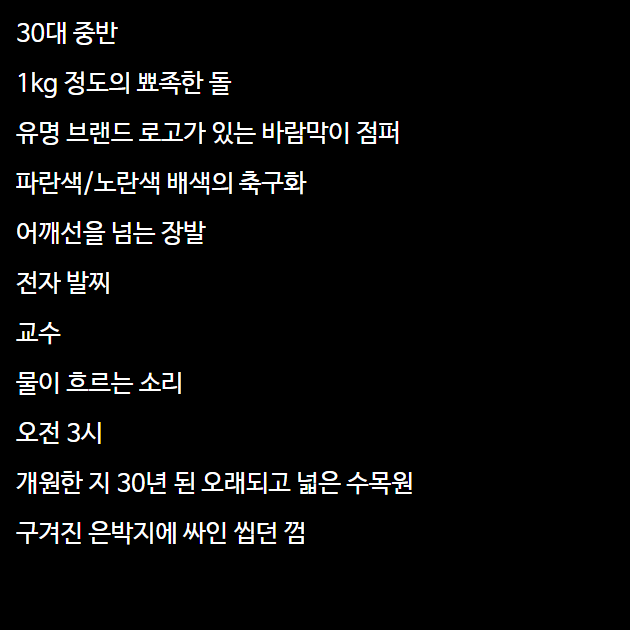 30대 중반
1kg 정도의 뾰족한 돌
유명 브랜드 로고가 있는 바람막이 점퍼
파란색/노란색 배색의 축구화
어깨선을 넘는 장발
전자 발찌
교수
물이 흐르는 소리
오전 3시
개원한 지 30년 된 오래되고 넓은 수목원
구겨진 은박지에 싸인 씹던 껌